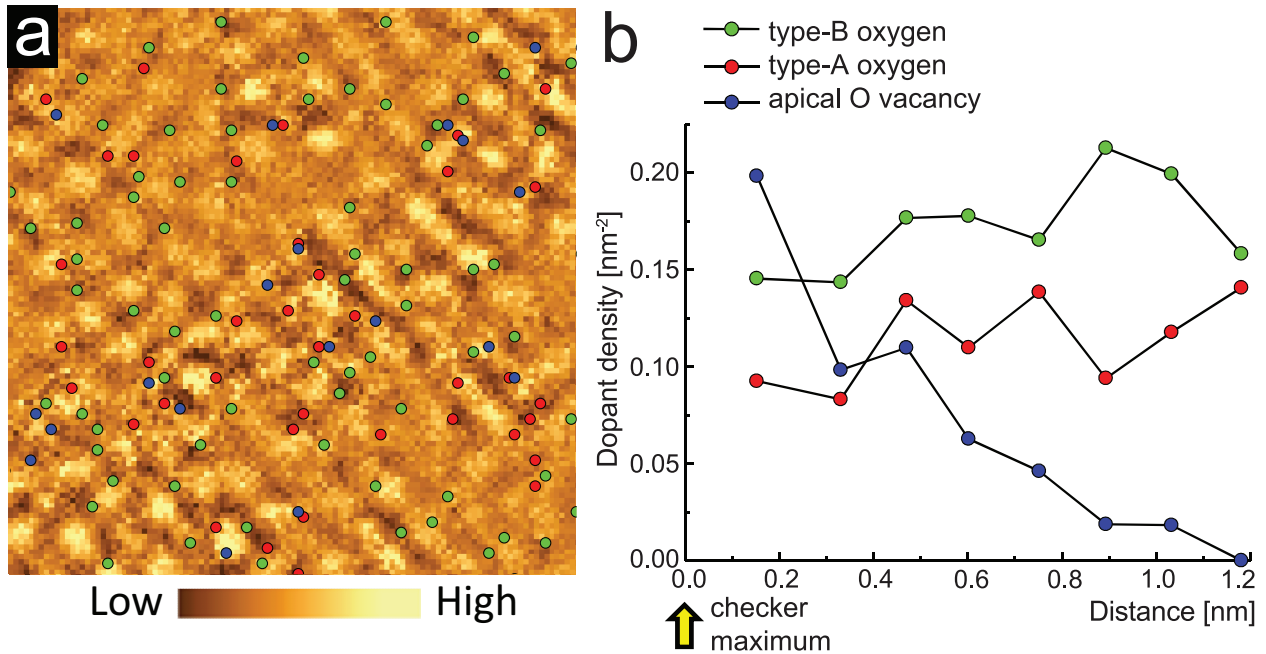 a
Low High
b
type-B oxygen
type-A oxygen
apical O vacancy
Dopant density [nm-2]
0.20
0.15
0.10
0.05
0.00
0.0 0.2 0.4 0.6 0.8 1.0 1.2
Distance [nm]
checker
maximum